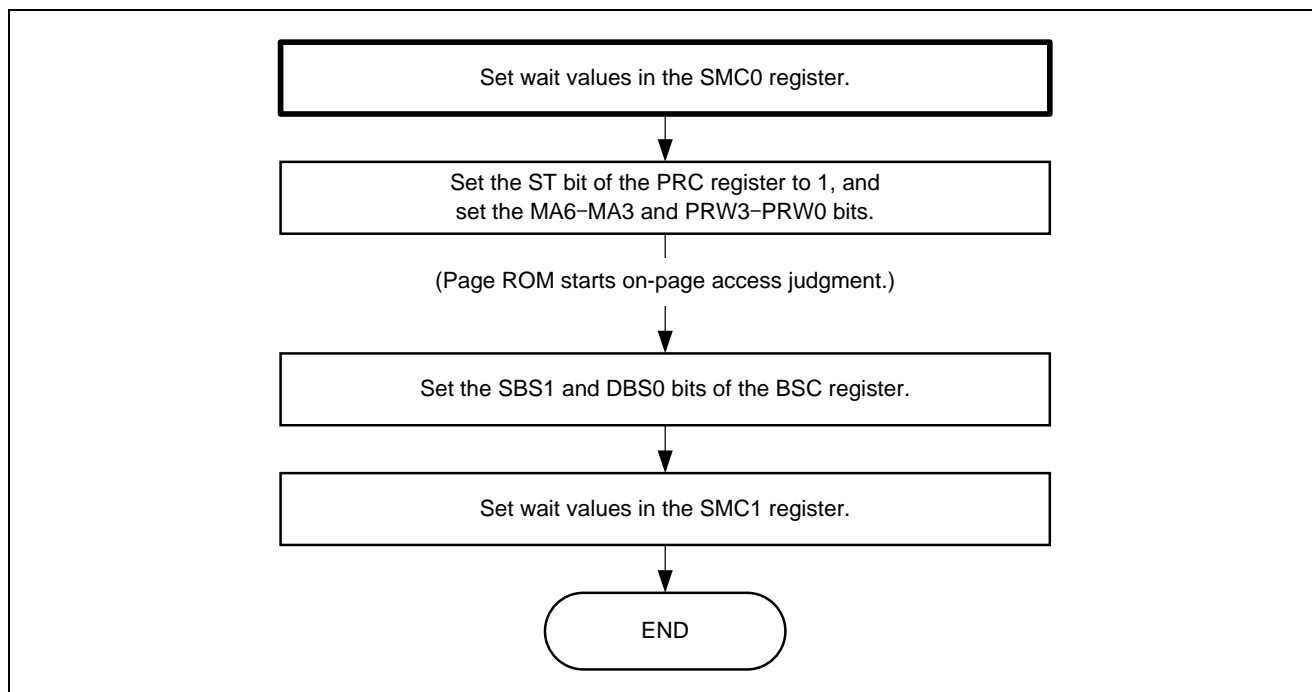 Set wait values in the SMC0 register.
Set the ST bit of the PRC register to 1, and
set the MA6−MA3 and PRW3−PRW0 bits.
(Page ROM starts on-page access judgment.)
Set the SBS1 and DBS0 bits of the BSC register.
Set wait values in the SMC1 register.
END